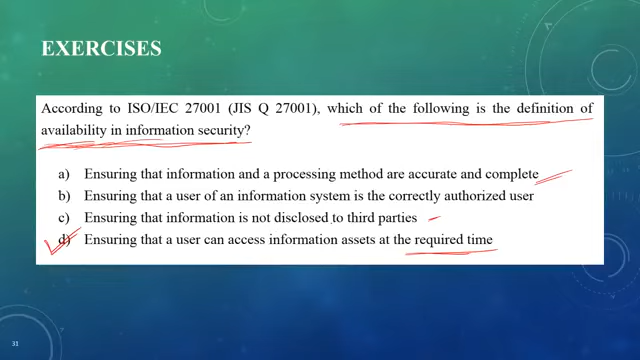 EXERCISES
According to ISO/IEC 27001 (JIS Q 27001), which of the following is the definition of
availability in information security?
a) Ensuring that information and a processing method are accurate and complete
b) Ensuring that a user of an information system is the correctly authorized user
c) Ensuring that information is not disclosed to third parties
d) Ensuring that a user can access information assets at the required time
31